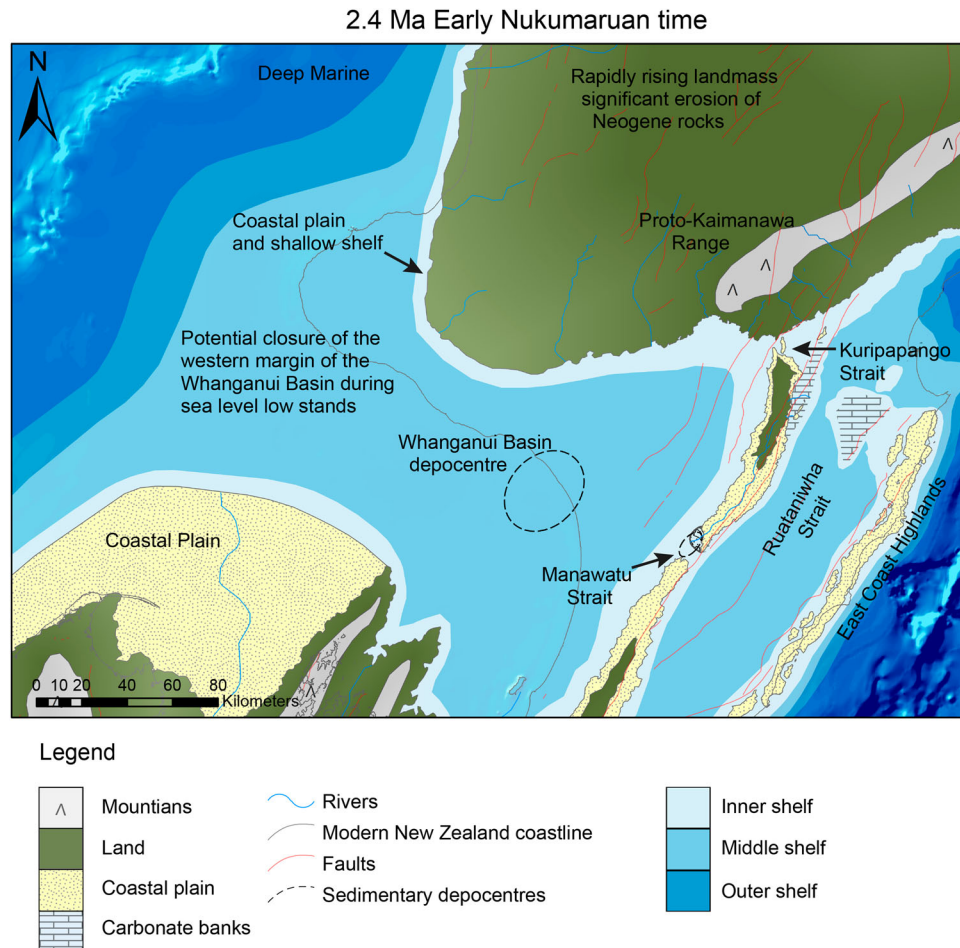 2.4 Ma Early Nukumaruan time
N
Deep Marine
Rapidly rising landmass
significant erosion of
Neogene rocks
Coastal plain
and shallow shelf
Proto-Kaimanawa
Range
Potential closure of the
western margin of the
Whanganui Basin during
sea level low stands
Kuripapango
Strait
Whanganui Basin
depocentre
Ruataniwha
Strait
East Coast Highlands
Coastal Plain
Manawatu
Strait
0 10 20 40 60 80
Kilometers
Legend
Mountians
Land
Coastal plain
Carbonate banks
Rivers
Modern New Zealand coastline
Faults
Sedimentary depocentres
Inner shelf
Middle shelf
Outer shelf